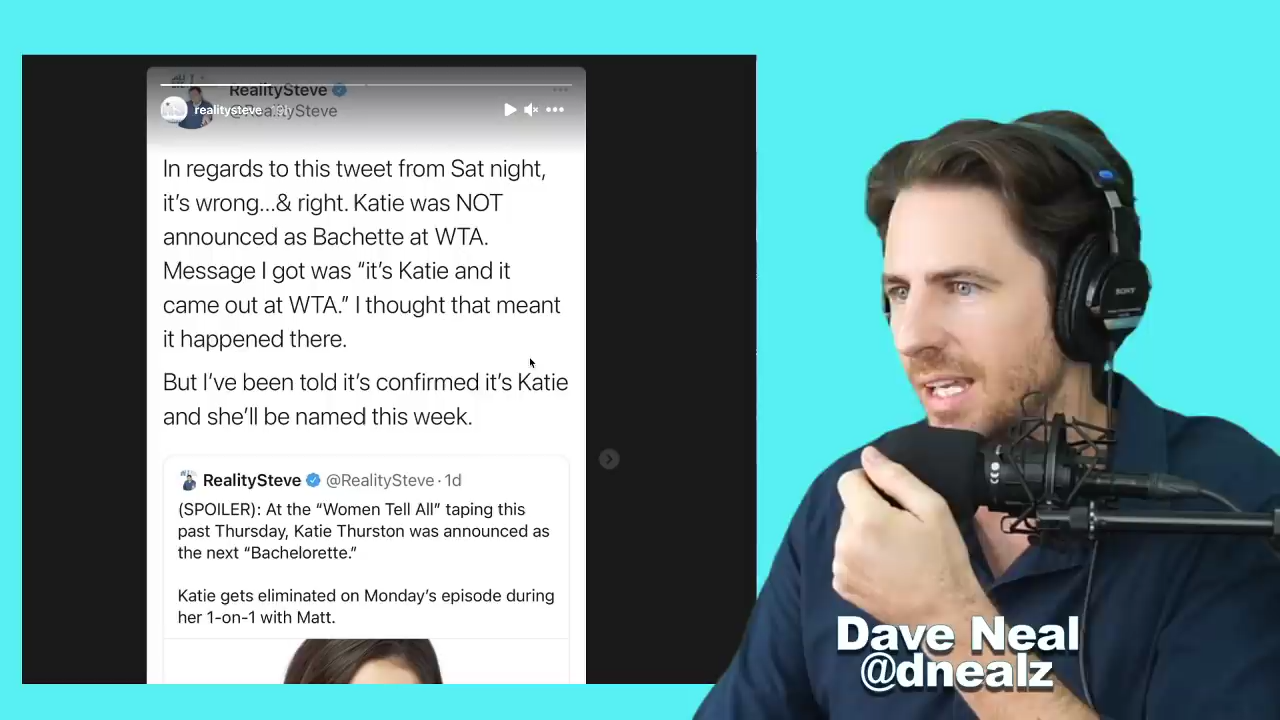 RealitySteve
@RealitySteve
realitysteve 19h
In regards to this tweet from Sat night,
it's wrong...& right. Katie was NOT
announced as Bachette at WTA.
Message I got was "it's Katie and it
came out at WTA." I thought that meant
it happened there.
But I've been told it's confirmed it's Katie
and she'll be named this week.
RealitySteve @RealitySteve · 1d
(SPOILER): At the "Women Tell All" taping this
past Thursday, Katie Thurston was announced as
the next "Bachelorette."
Katie gets eliminated on Monday's episode during
her 1-on-1 with Matt.
SONY
Dave Neal
@dnealz